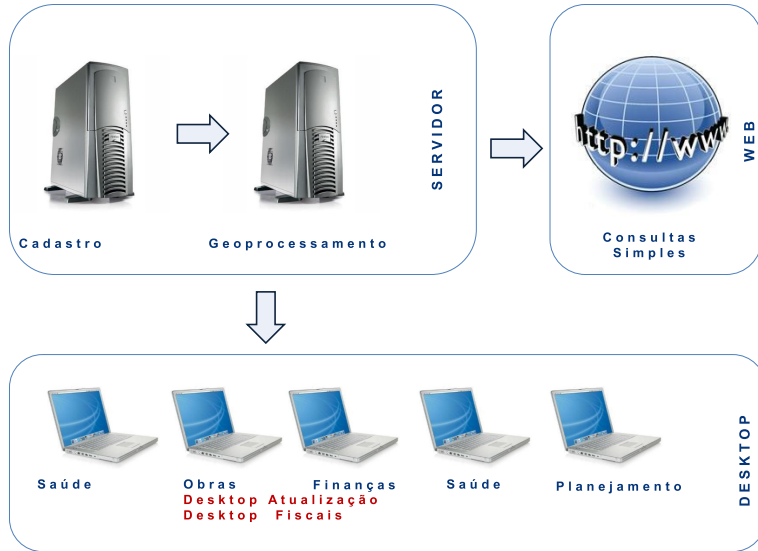 SERVIDOR
Cadastro
Geoprocessamento
http://www
WEB
Consultas
Simples
Saúde
Obras
Desktop Atualização
Desktop Fiscais
Finanças
Saúde
Planejamento
DESKTOP